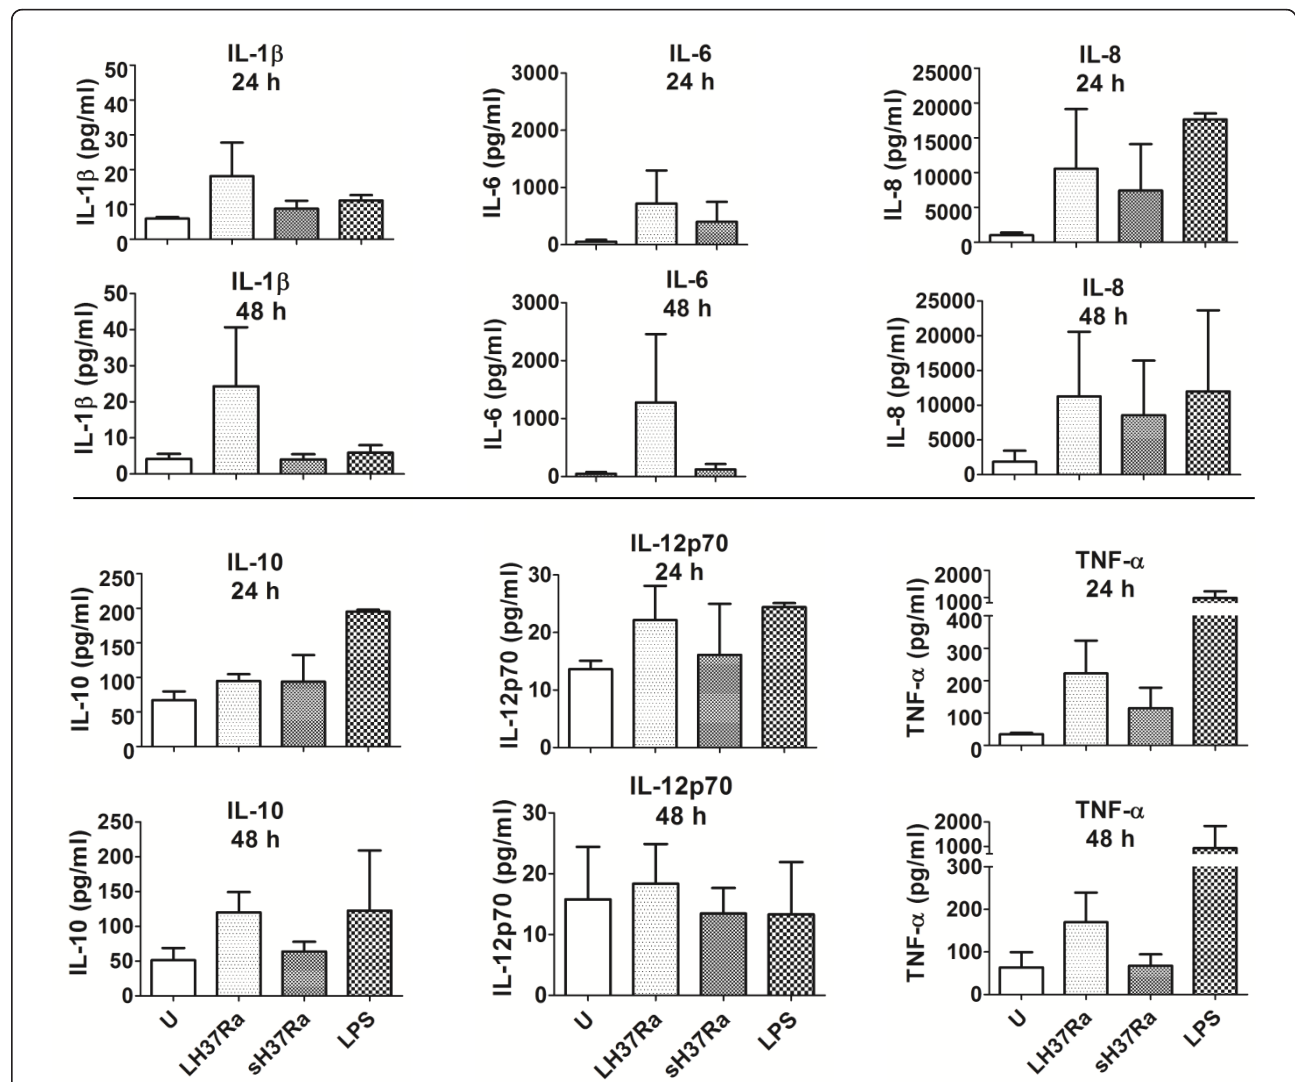 IL-1β
24 h
IL-1β (pg/ml)
50
40
30
20
10
0
IL-6
24 h
IL-6 (pg/ml)
3000
2000
1000
0
IL-8
24 h
IL-8 (pg/ml)
25000
20000
15000
10000
5000
0
IL-1β
48 h
IL-1β (pg/ml)
50
40
30
20
10
0
IL-6
48 h
IL-6 (pg/ml)
3000
2000
1000
0
IL-8
48 h
IL-8 (pg/ml)
25000
20000
15000
10000
5000
0
IL-10
24 h
IL-10 (pg/ml)
250
200
150
100
50
0
IL-12p70
24 h
IL-12p70 (pg/ml)
30
20
10
0
TNF-α
24 h
TNF-α (pg/ml)
2000
1000
400
300
200
100
0
IL-10
48 h
IL-10 (pg/ml)
250
200
150
100
50
0
U
LH37Ra
sH37Ra
LPS
IL-12p70
48 h
IL-12p70 (pg/ml)
30
20
10
0
U
LH37Ra
sH37Ra
LPS
TNF-α
48 h
TNF-α (pg/ml)
2000
1000
300
200
100
0
U
LH37Ra
sH37Ra
LPS